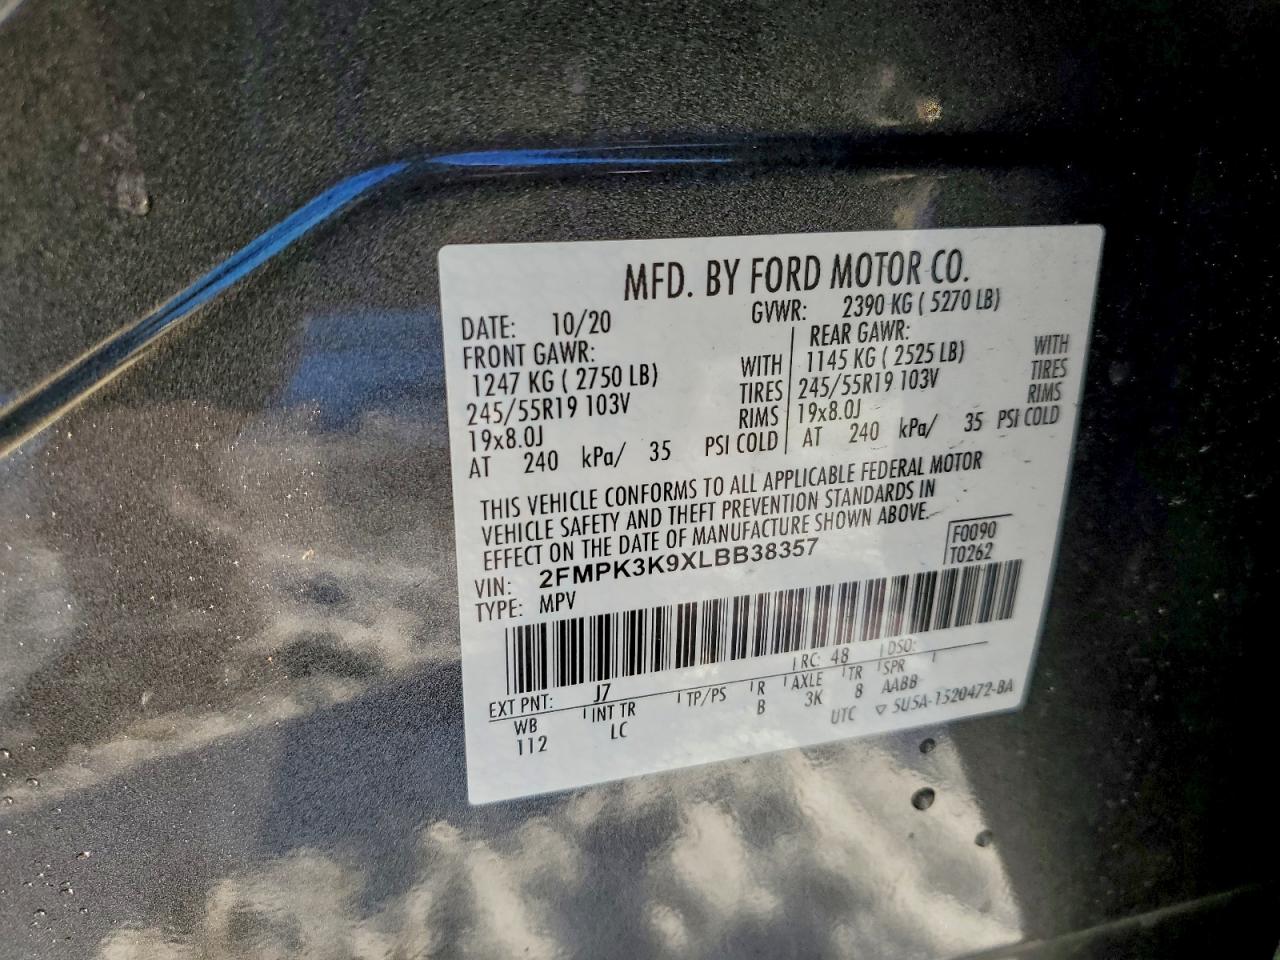 MFD. BY FORD MOTOR CO.
DATE: 10/20 GVWR: 2390 KG ( 5270 LB)
FRONT GAWR: REAR GAWR:
1247 KG ( 2750 LB) WITH 1145 KG ( 2525 LB) WITH
245/55R19 103V TIRES 245/55R19 103V TIRES
19x8.0J RIMS 19x8.0J RIMS
AT 240 kPa/ 35 PSI COLD AT 240 kPa/ 35 PSI COLD
THIS VEHICLE CONFORMS TO ALL APPLICABLE FEDERAL MOTOR
VEHICLE SAFETY AND THEFT PREVENTION STANDARDS IN
EFFECT ON THE DATE OF MANUFACTURE SHOWN ABOVE.
F0090
T0262
VIN: 2FMPK3K9XLBB38357
TYPE: MPV
RC: 48 DSO:
EXT PNT: J7
WB INT TR TP/PS R AXLE TR SPR
112 LC B 3K 8 AABB
UTC ▽ 5U5A-1520472-BA